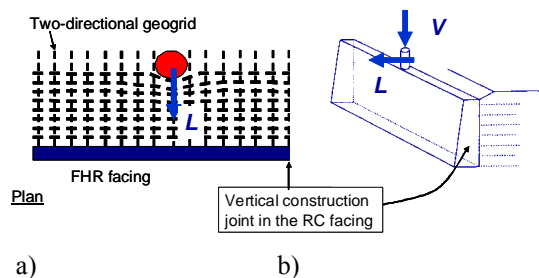 Two-directional geogrid
V
L
L
FHR facing
Plan
Vertical construction
joint in the RC facing
a)
b)